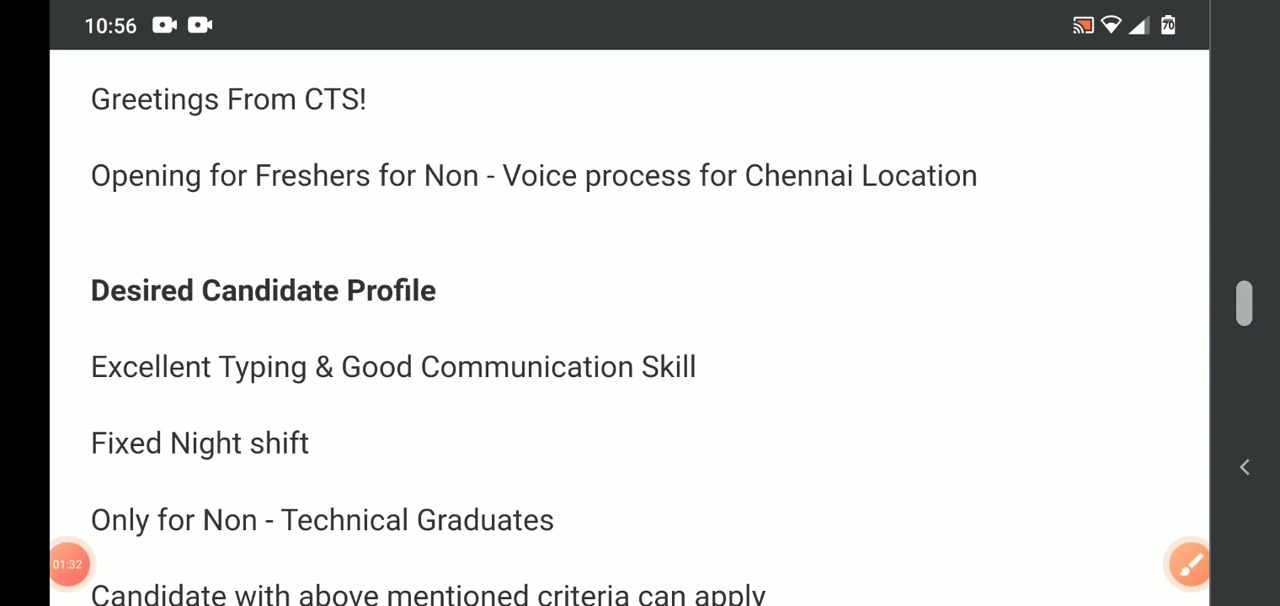 10:56
70
Greetings From CTS!
Opening for Freshers for Non - Voice process for Chennai Location
Desired Candidate Profile
Excellent Typing & Good Communication Skill
Fixed Night shift
Only for Non - Technical Graduates
01:32
Candidate with above mentioned criteria can apply